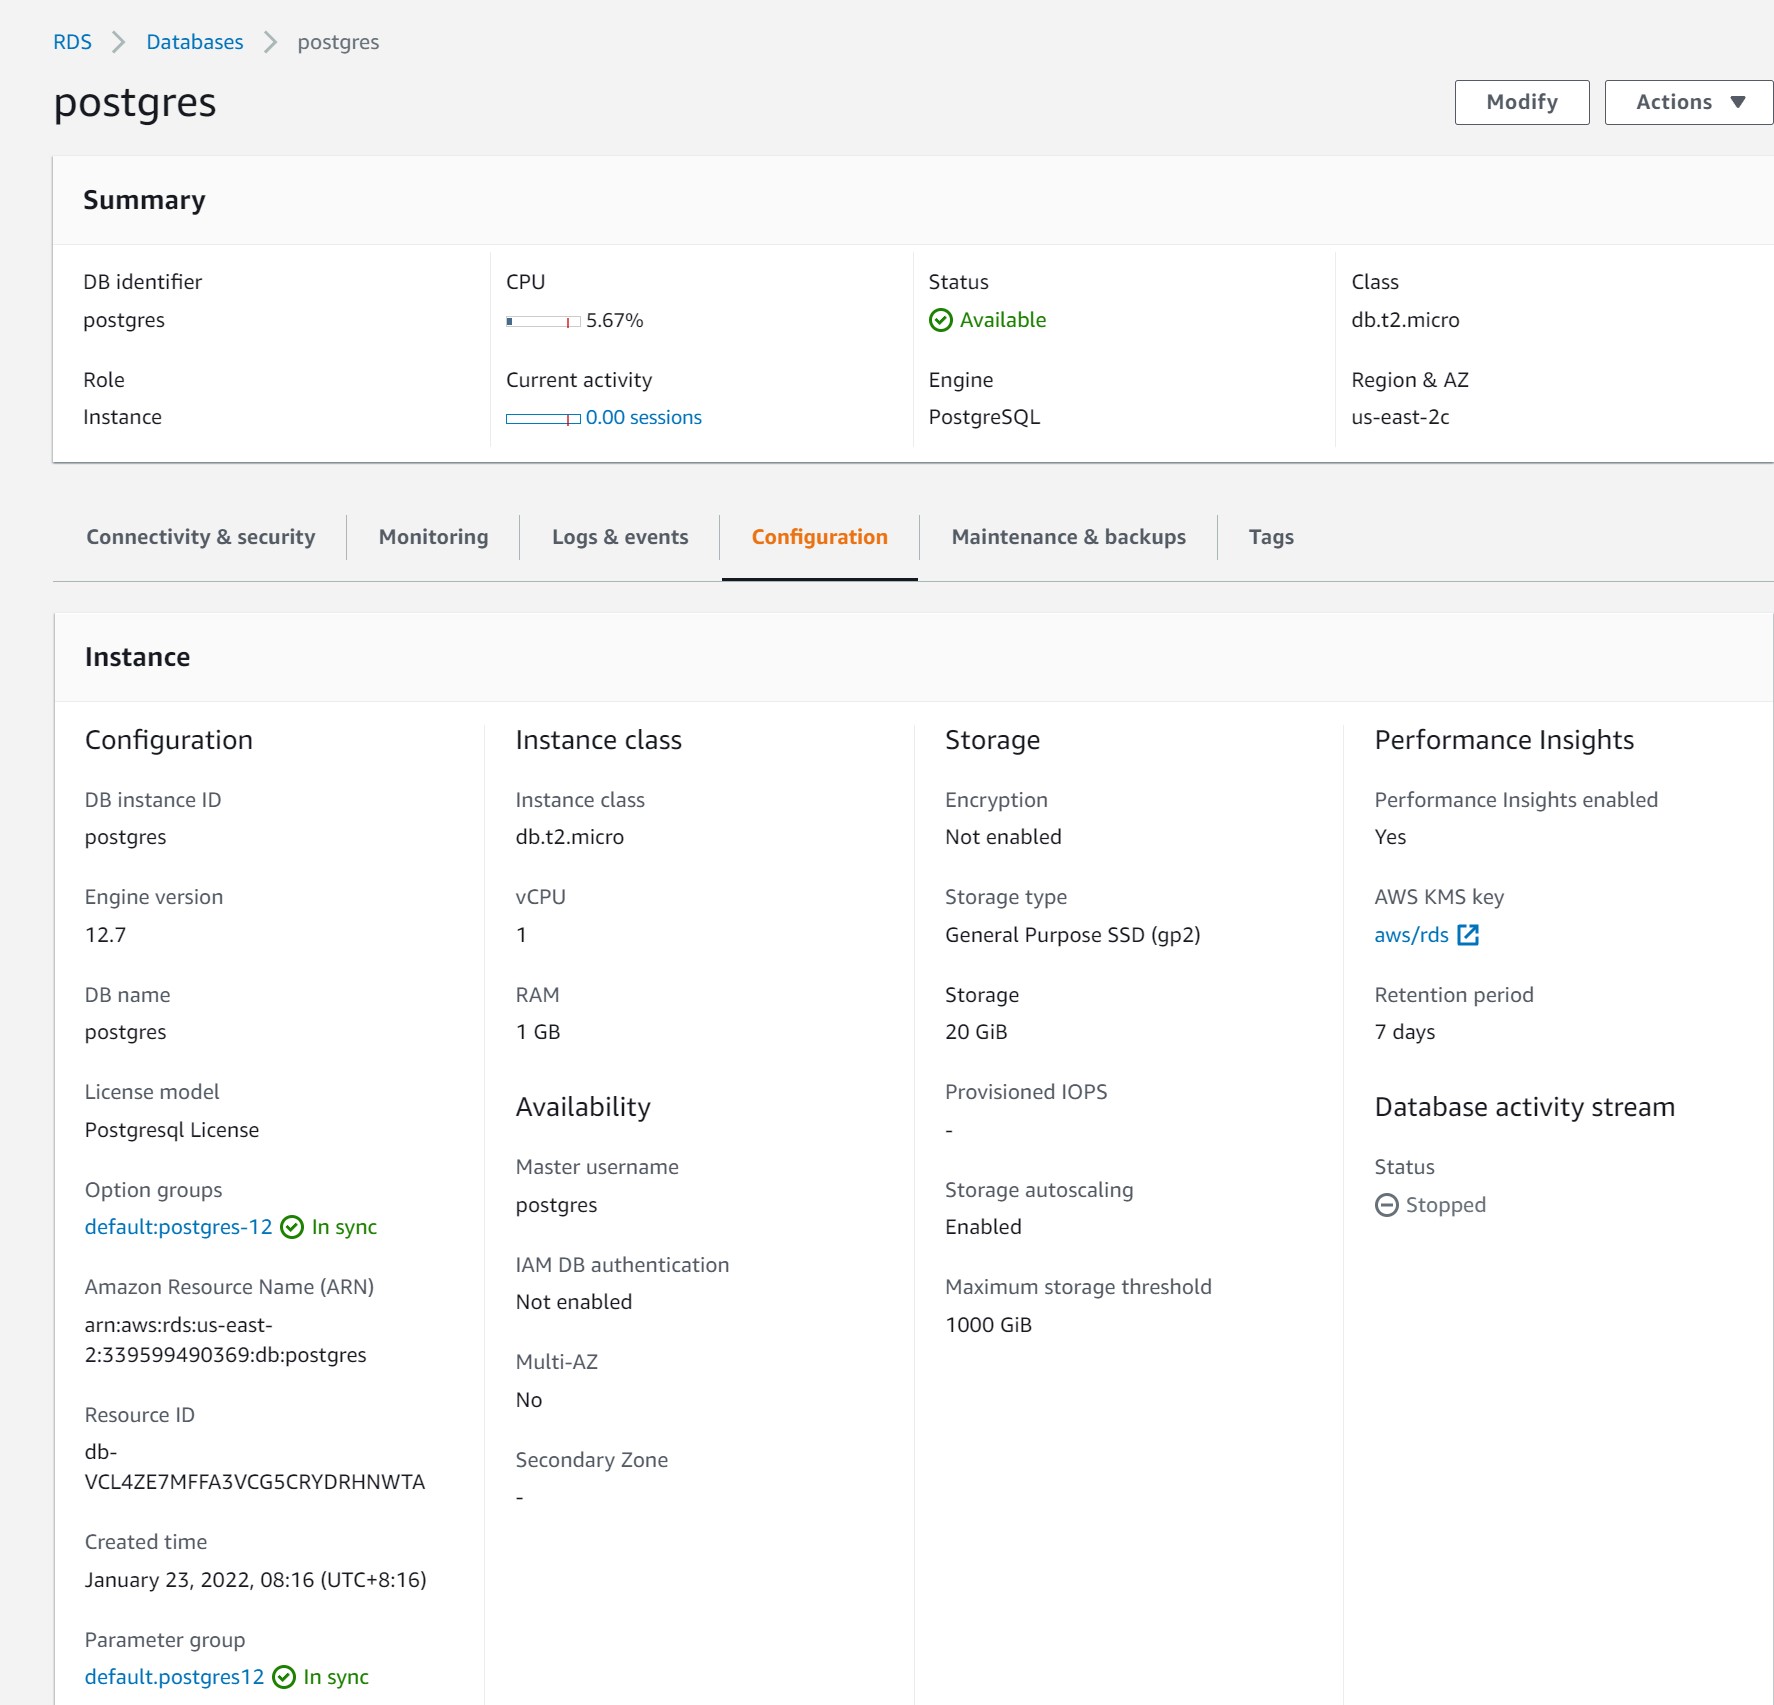 RDS > Databases > postgres
postgres
Modify
Actions
Summary
DB identifier
postgres
CPU
5.67%
Status
Available
Class
db.t2.micro
Role
Instance
Current activity
0.00 sessions
Engine
PostgreSQL
Region & AZ
us-east-2c
Connectivity & security
Monitoring
Logs & events
Configuration
Maintenance & backups
Tags
Instance
Configuration
DB instance ID
postgres
Engine version
12.7
DB name
postgres
License model
Postgresql License
Option groups
default:postgres-12 In sync
Amazon Resource Name (ARN)
arn:aws:rds:us-east-
2:339599490369:db:postgres
Resource ID
db-
VCL4ZE7MFFA3VCG5CRYDRHNWTA
Created time
January 23, 2022, 08:16 (UTC+8:16)
Parameter group
default.postgres12 In sync
Instance class
Instance class
db.t2.micro
vCPU
1
RAM
1 GB
Availability
Master username
postgres
IAM DB authentication
Not enabled
Multi-AZ
No
Secondary Zone
-
Storage
Encryption
Not enabled
Storage type
General Purpose SSD (gp2)
Storage
20 GiB
Provisioned IOPS
-
Storage autoscaling
Enabled
Maximum storage threshold
1000 GiB
Performance Insights
Performance Insights enabled
Yes
AWS KMS key
aws/rds
Retention period
7 days
Database activity stream
Status
Stopped